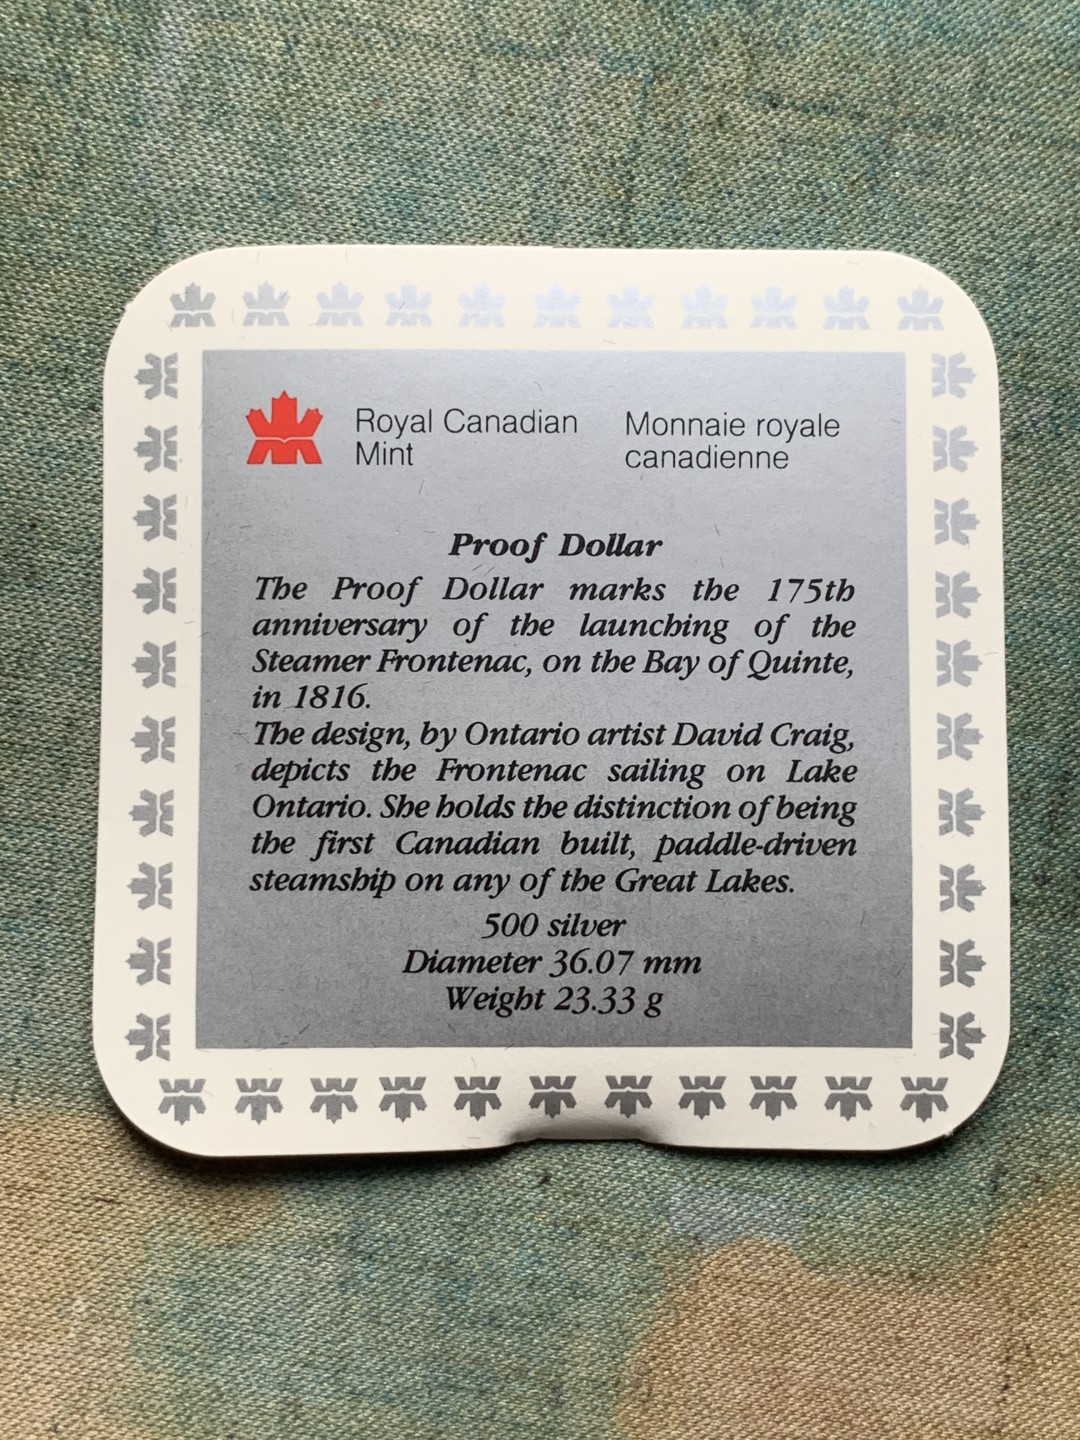 Royal Canadian Mint
Monnaie royale canadienne
Proof Dollar
The Proof Dollar marks the 175th
anniversary of the launching of the
Steamer Frontenac, on the Bay of Quinte,
in 1816.
The design, by Ontario artist David Craig,
depicts the Frontenac sailing on Lake
Ontario. She holds the distinction of being
the first Canadian built, paddle-driven
steamship on any of the Great Lakes.
500 silver
Diameter 36.07 mm
Weight 23.33 g